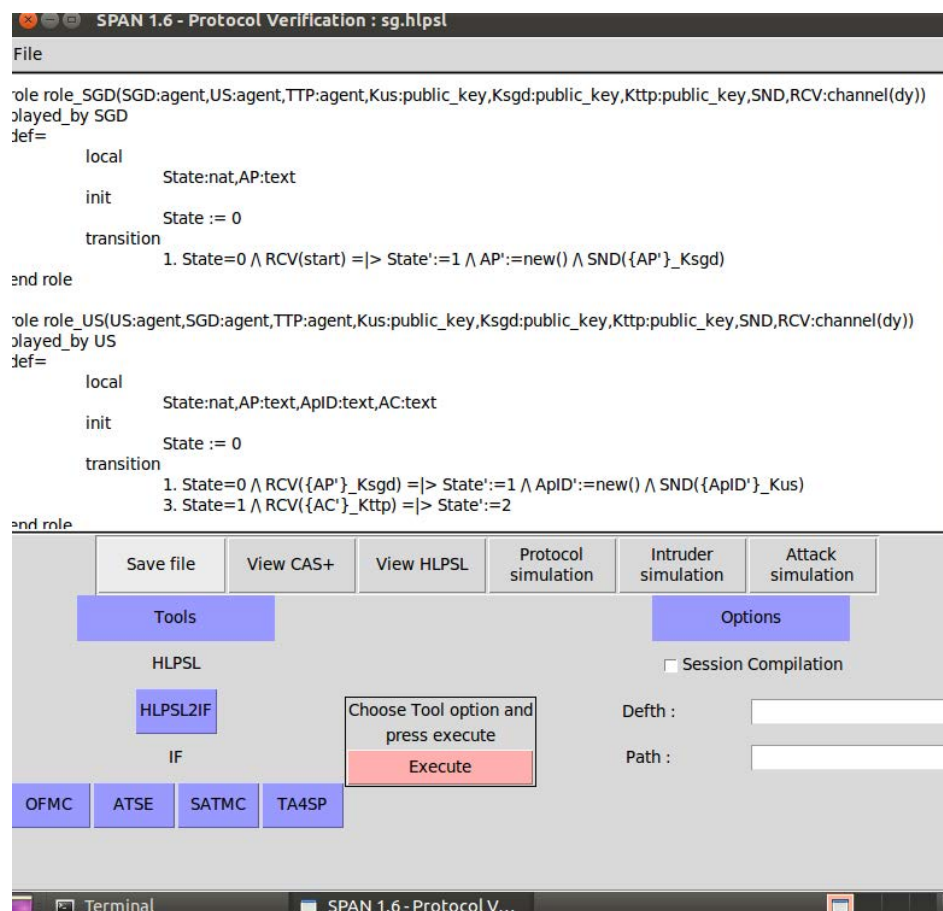 SPAN 1.6 - Protocol Verification : sg.hlpsl
File
role role_SGD(SGD:agent,US:agent,TTP:agent,Kus:public_key,Ksgd:public_key,Kttp:public_key,SND,RCV:channel(dy))
played_by SGD
def=
local
State:nat,AP:text
init
State := 0
transition
1. State=0 /\ RCV(start) =|> State':=1 /\ AP':=new() /\ SND({AP'}_Ksgd)
end role
role role_US(US:agent,SGD:agent,TTP:agent,Kus:public_key,Ksgd:public_key,Kttp:public_key,SND,RCV:channel(dy))
played_by US
def=
local
State:nat,AP:text,ApID:text,AC:text
init
State := 0
transition
1. State=0 /\ RCV({AP'}_Ksgd) =|> State':=1 /\ ApID':=new() /\ SND({ApID'}_Kus)
3. State=1 /\ RCV({AC'}_Kttp) =|> State':=2
end role
Save file
View CAS+
View HLPSL
Protocol simulation
Intruder simulation
Attack simulation
Tools
Options
HLPSL
Session Compilation
HLPSL2IF
Choose Tool option and
press execute
Execute
Defth :
IF
Path :
OFMC
ATSE
SATMC
TA4SP
Terminal
SPAN 1.6 - Protocol V...